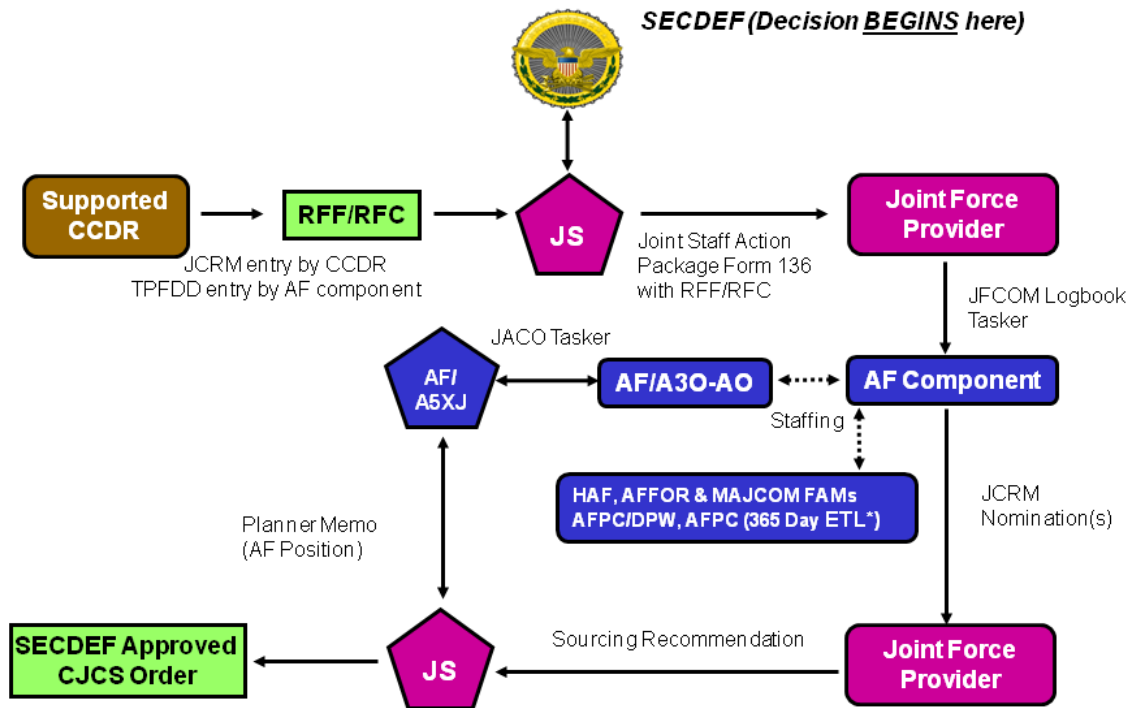 SECDEF (Decision BEGINS here)
Supported
CCDR
RFF/RFC
JS
Joint Force
Provider
JCRM entry by CCDR
TPFDD entry by AF component
Joint Staff Action
Package Form 136
with RFF/RFC
JFCOM Logbook
Tasker
JACO Tasker
AF/
A5XJ
AF/A3O-AO
AF Component
Staffing
HAF, AFFOR & MAJCOM FAMs
AFPC/DPW, AFPC (365 Day ETL*)
JCRM
Nomination(s)
Planner Memo
(AF Position)
SECDEF Approved
CJCS Order
JS
Sourcing Recommendation
Joint Force
Provider